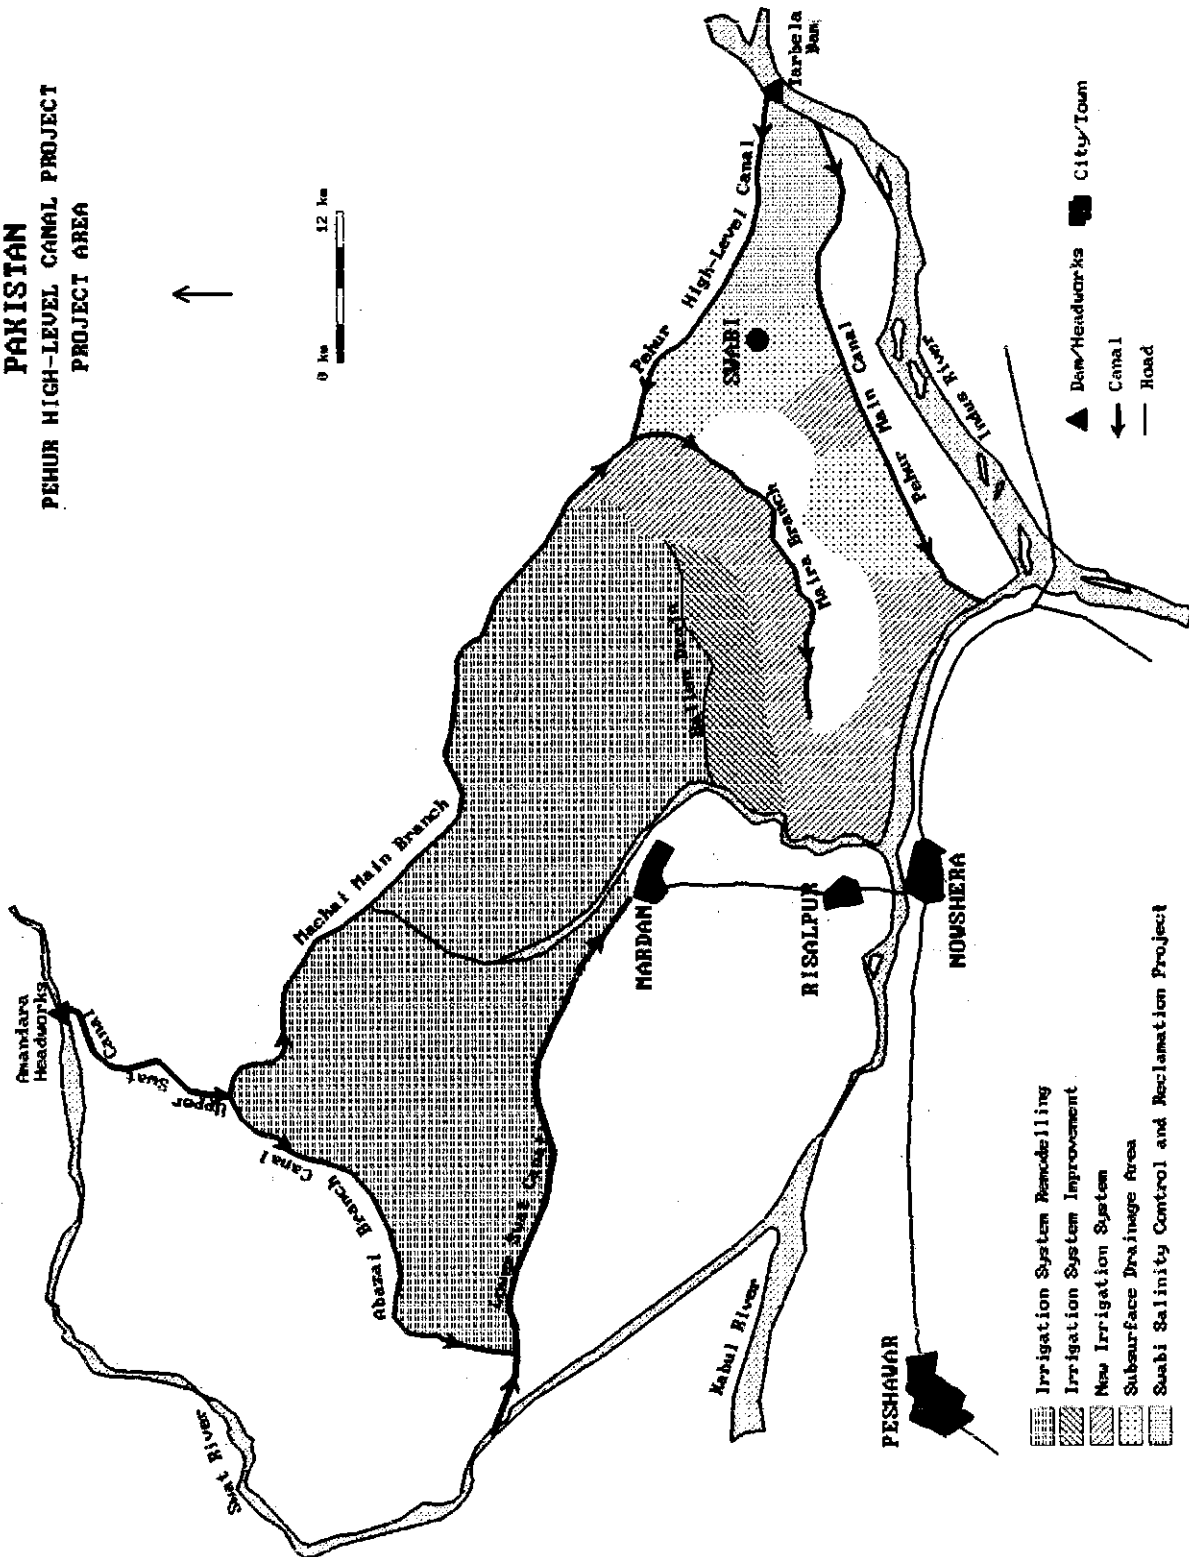 PAKISTAN
PEHUR HIGH-LEVEL CANAL PROJECT
PROJECT AREA
0 km
12 km
Amandara
Headworks
Upper Swat Canal
Machai Main Branch
Abazai Branch Canal
Lower Swat Canal
Swat River
Kabul River
Pehur High-Level Canal
Tarbela
Dam
SWABI
Maira Branch
Pehur Main Canal
Indus River
MARDAN
RISALPUR
NOWSHERA
PESHAWAR
Dam/Headworks
City/Town
Canal
Road
Irrigation System Remodelling
Irrigation System Improvement
New Irrigation System
Subsurface Drainage Area
Swabi Salinity Control and Reclamation Project